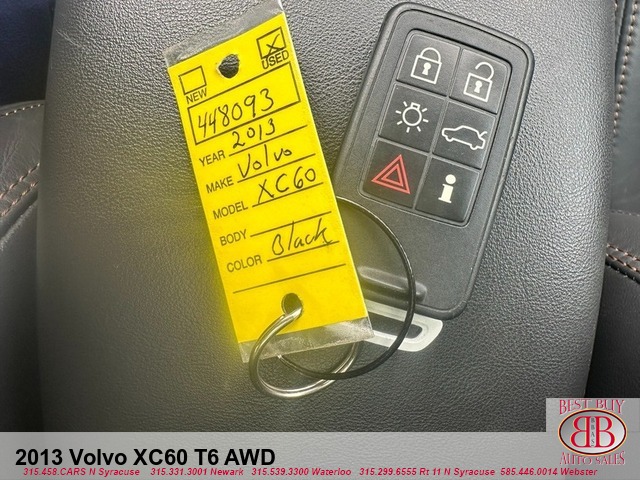 NEW
X
USED
448093
YEAR 2013
MAKE Volvo
MODEL XC60
BODY
COLOR Black
i
BEST BUY
BB
AUTO SALES
2013 Volvo XC60 T6 AWD
315.458.CARS N Syracuse 315.331.3001 Newark 315.539.3300 Waterloo 315.299.6555 Rt 11 N Syracuse 585.446.0014 Webster